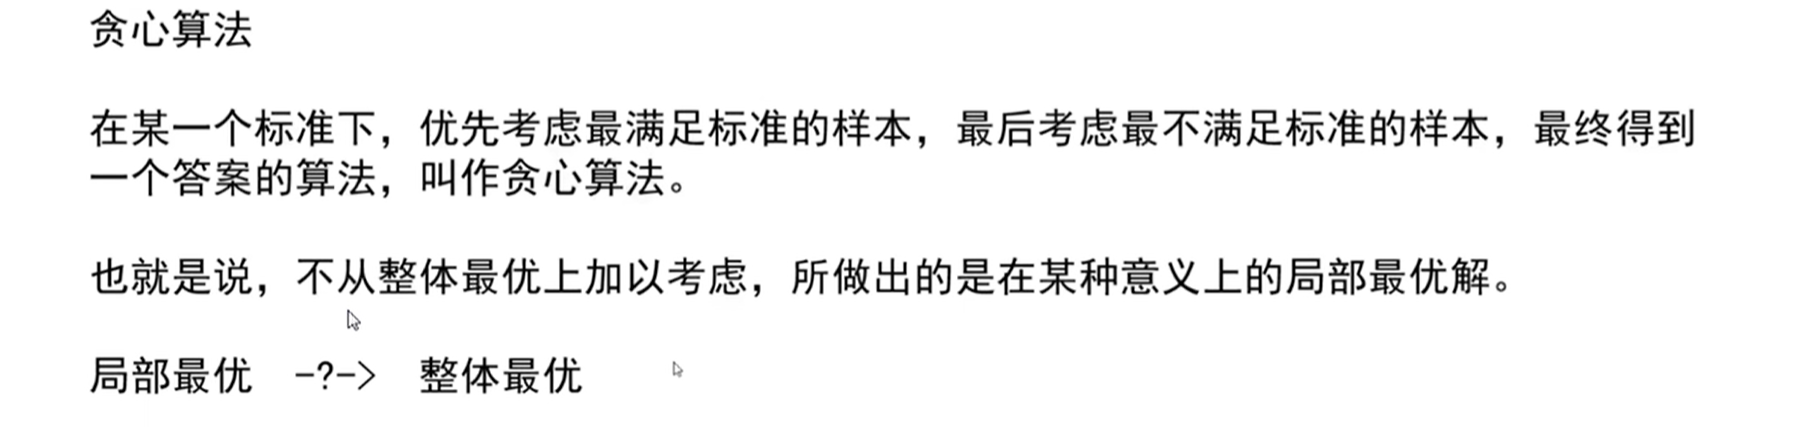 贪心算法
在某一个标准下，优先考虑最满足标准的样本，最后考虑最不满足标准的样本，最终得到
一个答案的算法，叫作贪心算法。
也就是说，不从整体最优上加以考虑，所做出的是在某种意义上的局部最优解。
局部最优 -?-> 整体最优